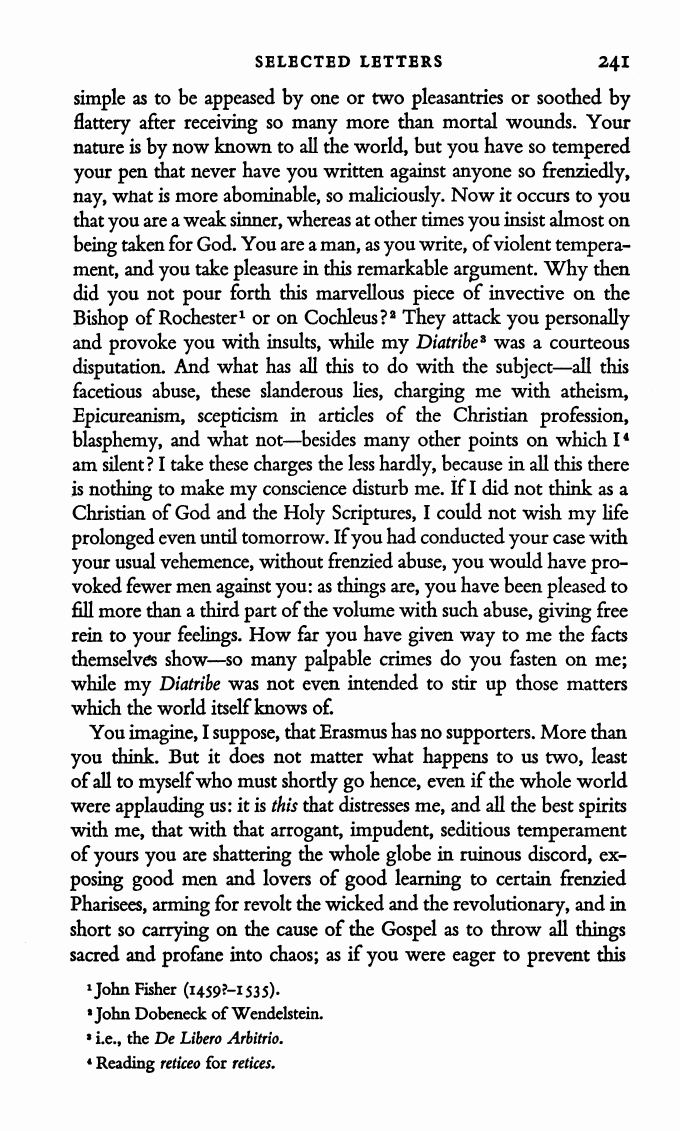 SELECTED LETTERS 241
simple as to be appeased by one or two pleasantries or soothed by
flattery after receiving so many more than mortal wounds. Your
nature is by now known to all the world, but you have so tempered
your pen that never have you written against anyone so frenziedly,
nay, what is more abominable, so maliciously. Now it occurs to you
that you are a weak sinner, whereas at other times you insist almost on
being taken for God. You are a man, as you write, of violent tempera-
ment, and you take pleasure in this remarkable argument. Why then
did you not pour forth this marvellous piece of invective on the
Bishop of Rochester¹ or on Cochleus?² They attack you personally
and provoke you with insults, while my Diatribe³ was a courteous
disputation. And what has all this to do with the subject—all this
facetious abuse, these slanderous lies, charging me with atheism,
Epicureanism, scepticism in articles of the Christian profession,
blasphemy, and what not—besides many other points on which I⁴
am silent? I take these charges the less hardly, because in all this there
is nothing to make my conscience disturb me. If I did not think as a
Christian of God and the Holy Scriptures, I could not wish my life
prolonged even until tomorrow. If you had conducted your case with
your usual vehemence, without frenzied abuse, you would have pro-
voked fewer men against you: as things are, you have been pleased to
fill more than a third part of the volume with such abuse, giving free
rein to your feelings. How far you have given way to me the facts
themselves show—so many palpable crimes do you fasten on me;
while my Diatribe was not even intended to stir up those matters
which the world itself knows of.
You imagine, I suppose, that Erasmus has no supporters. More than
you think. But it does not matter what happens to us two, least
of all to myself who must shortly go hence, even if the whole world
were applauding us: it is this that distresses me, and all the best spirits
with me, that with that arrogant, impudent, seditious temperament
of yours you are shattering the whole globe in ruinous discord, ex-
posing good men and lovers of good learning to certain frenzied
Pharisees, arming for revolt the wicked and the revolutionary, and in
short so carrying on the cause of the Gospel as to throw all things
sacred and profane into chaos; as if you were eager to prevent this
¹ John Fisher (1459?–1535).
² John Dobeneck of Wendelstein.
³ i.e., the De Libero Arbitrio.
⁴ Reading reticeo for retices.